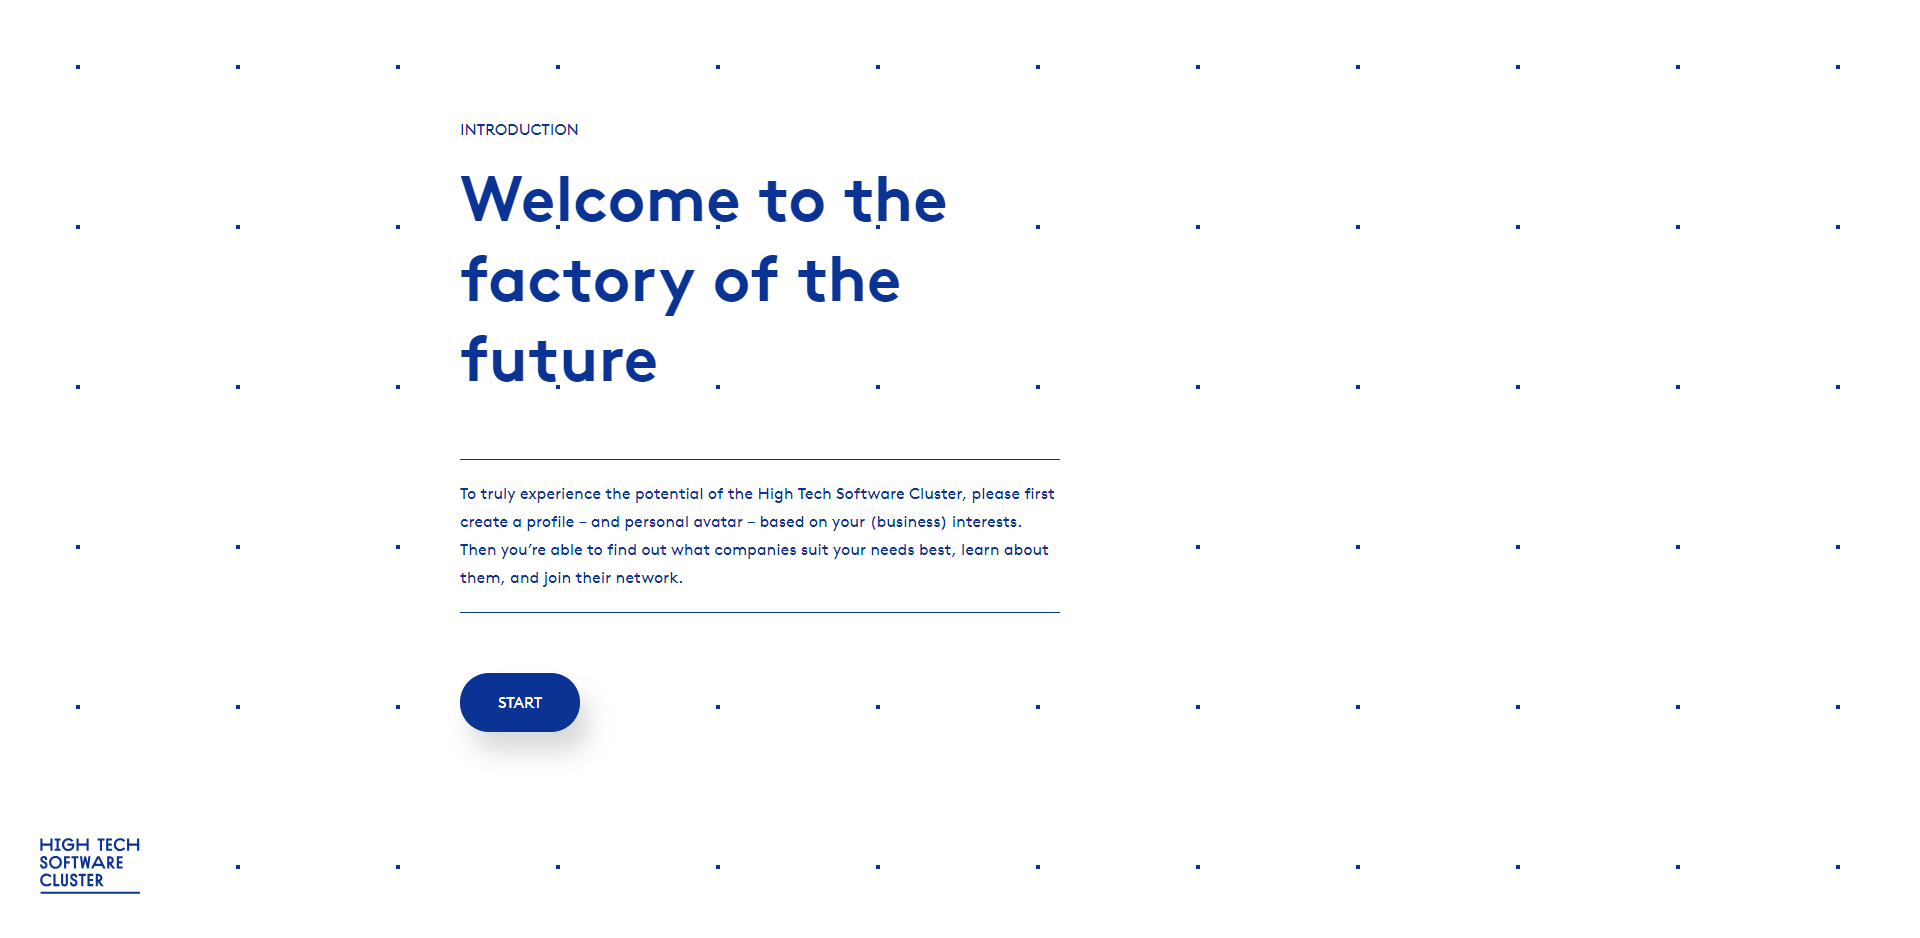 INTRODUCTION
Welcome to the
factory of the
future
To truly experience the potential of the High Tech Software Cluster, please first
create a profile – and personal avatar – based on your (business) interests.
Then you’re able to find out what companies suit your needs best, learn about
them, and join their network.
START
HIGH TECH
SOFTWARE
CLUSTER